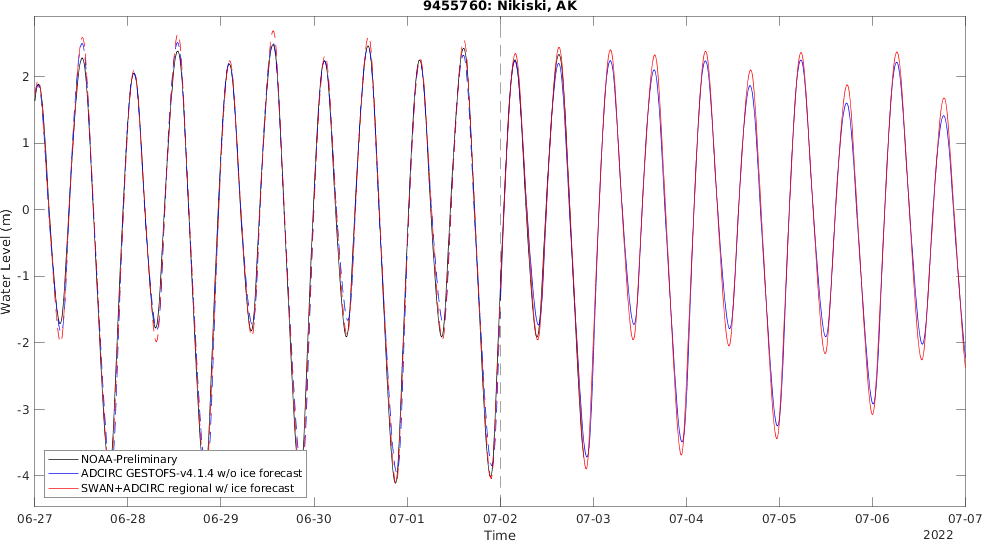 9455760: Nikiski, AK
Water Level (m)
2
1
0
-1
-2
-3
-4
NOAA-Preliminary
ADCIRC GESTOFS-v4.1.4 w/o ice forecast
SWAN+ADCIRC regional w/ ice forecast
06-27 06-28 06-29 06-30 07-01 07-02 07-03 07-04 07-05 07-06 07-07
Time
2022